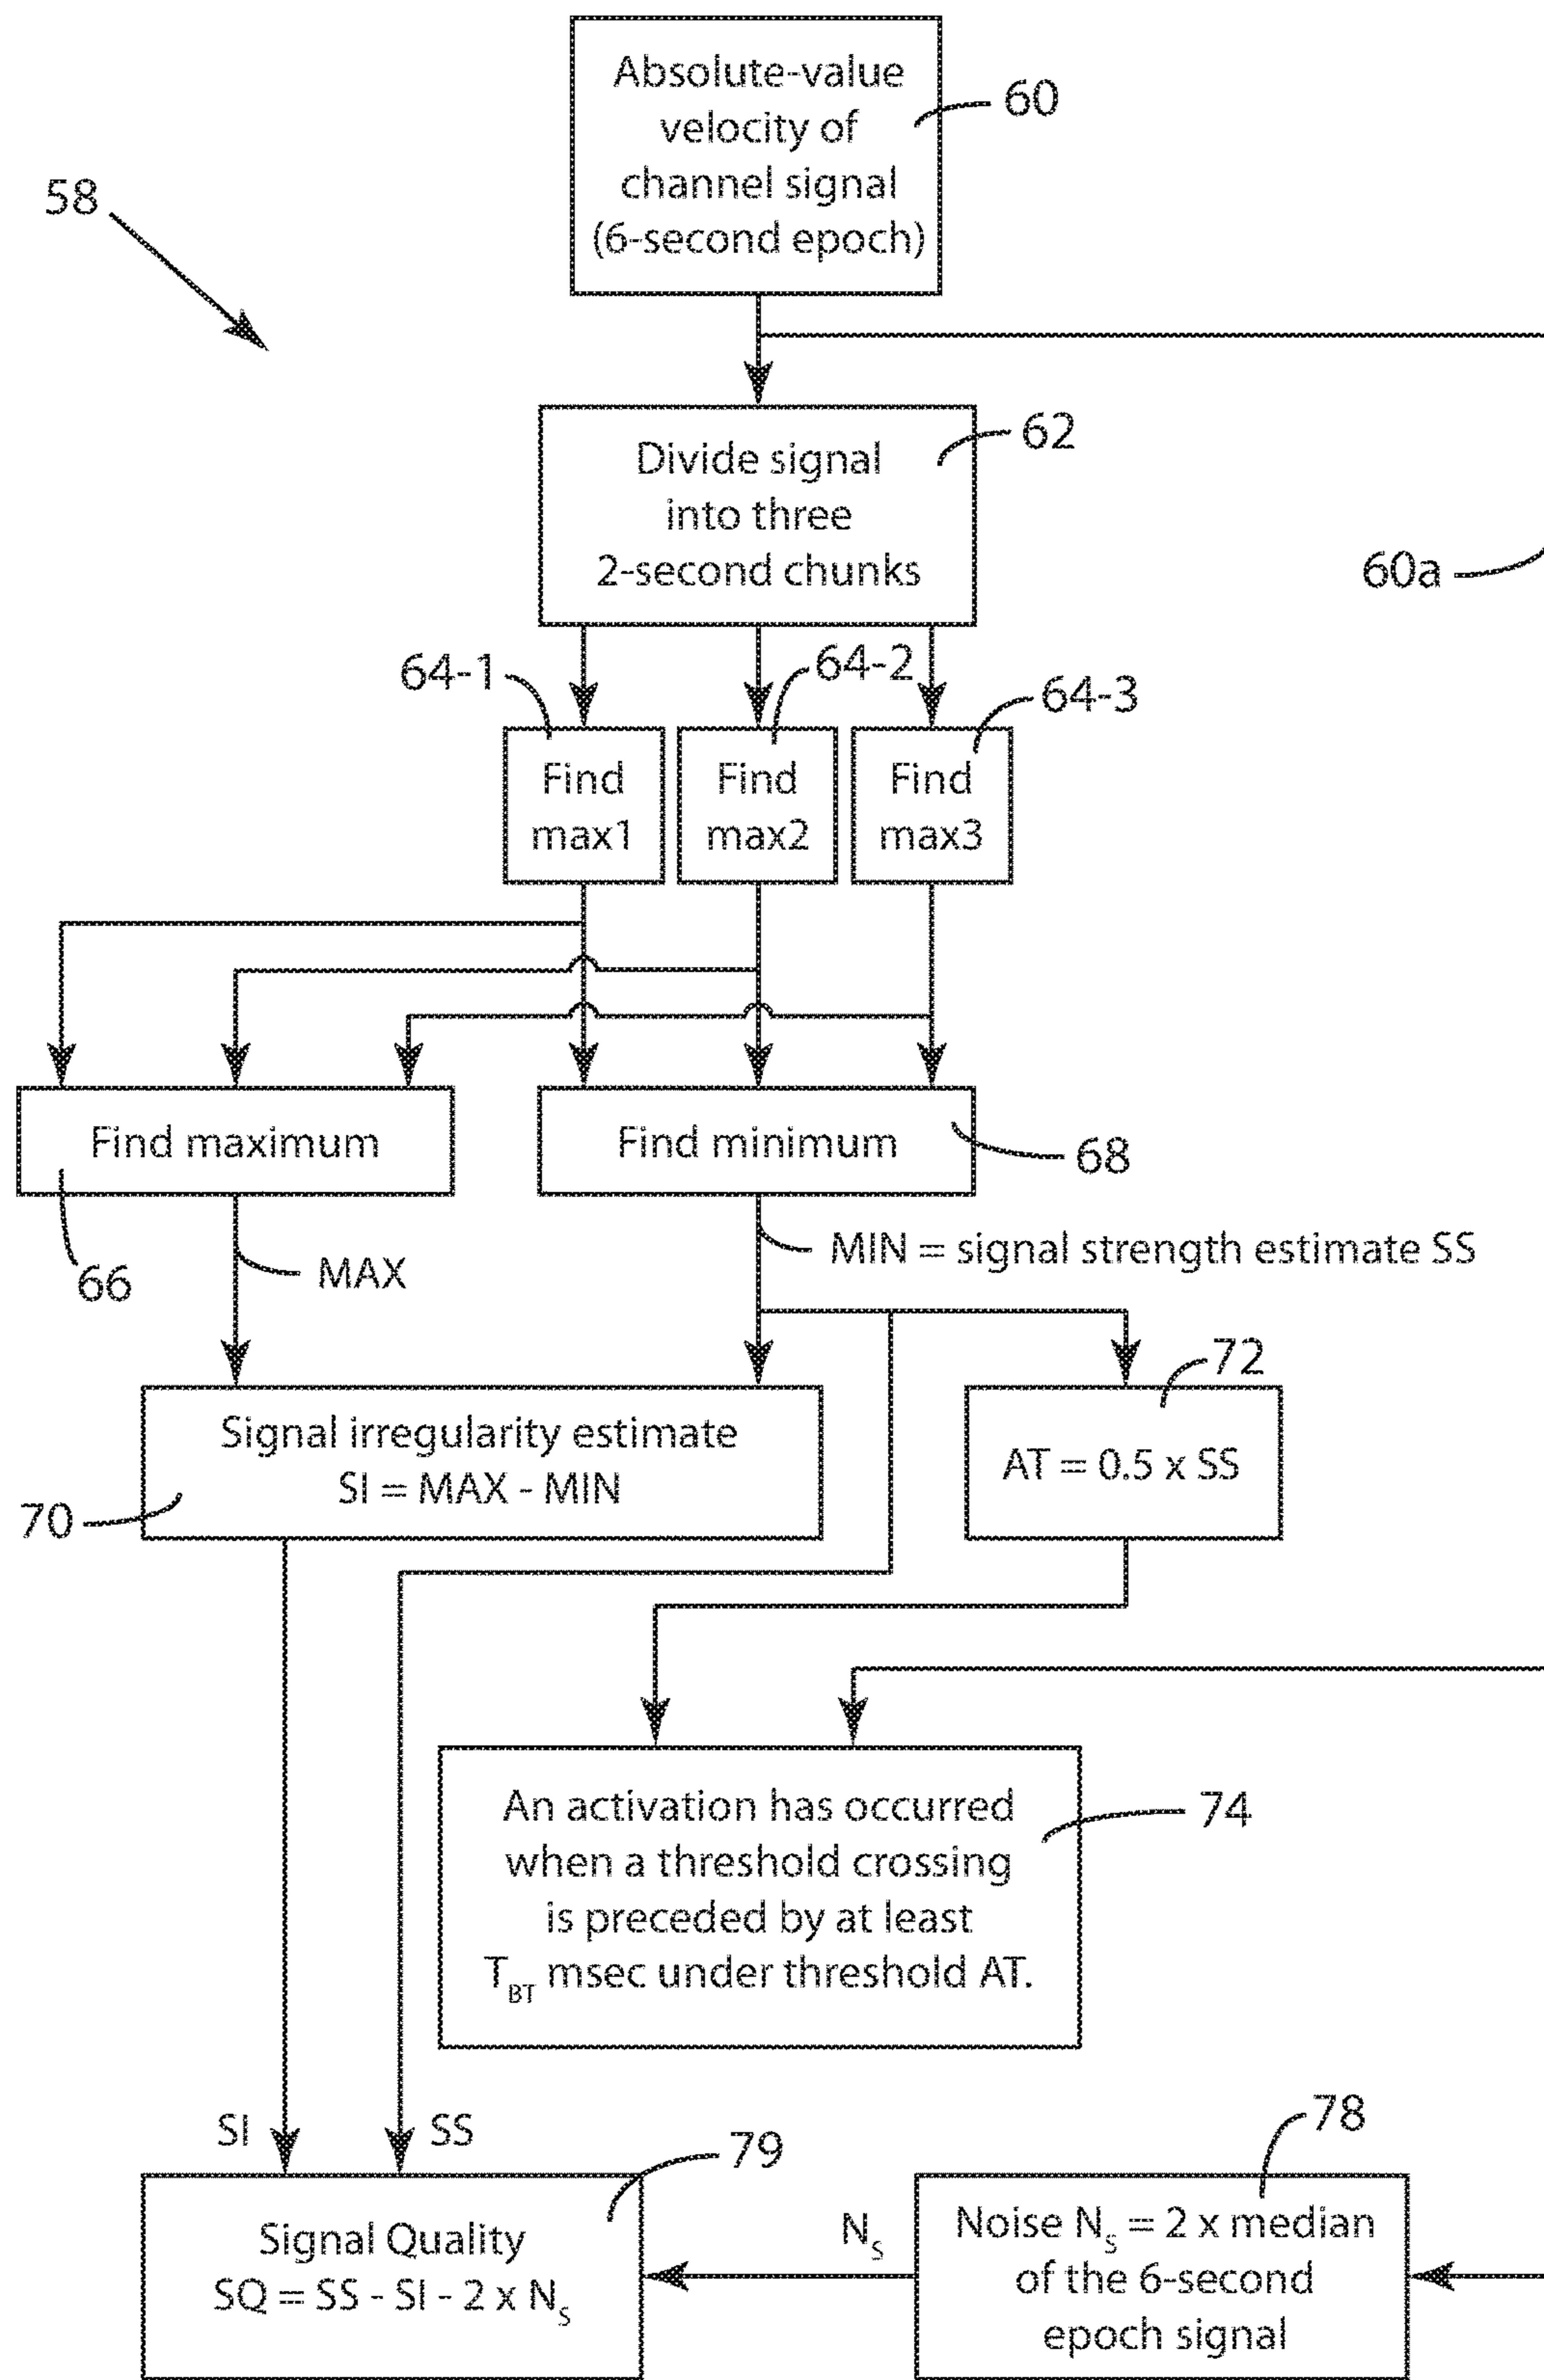 Absolute-value
velocity of
channel signal
(6-second epoch)
60
58
Divide signal
into three
2-second chunks
62
60a
64-1
64-2
64-3
Find
max1
Find
max2
Find
max3
Find maximum
Find minimum
68
66
MAX
MIN = signal strength estimate SS
72
Signal irregularity estimate
SI = MAX - MIN
AT = 0.5 x SS
70
An activation has occurred
when a threshold crossing
is preceded by at least
T_BT msec under threshold AT.
74
SI
SS
79
78
Signal Quality
SQ = SS - SI - 2 x N_S
N_S
Noise N_S = 2 x median
of the 6-second
epoch signal